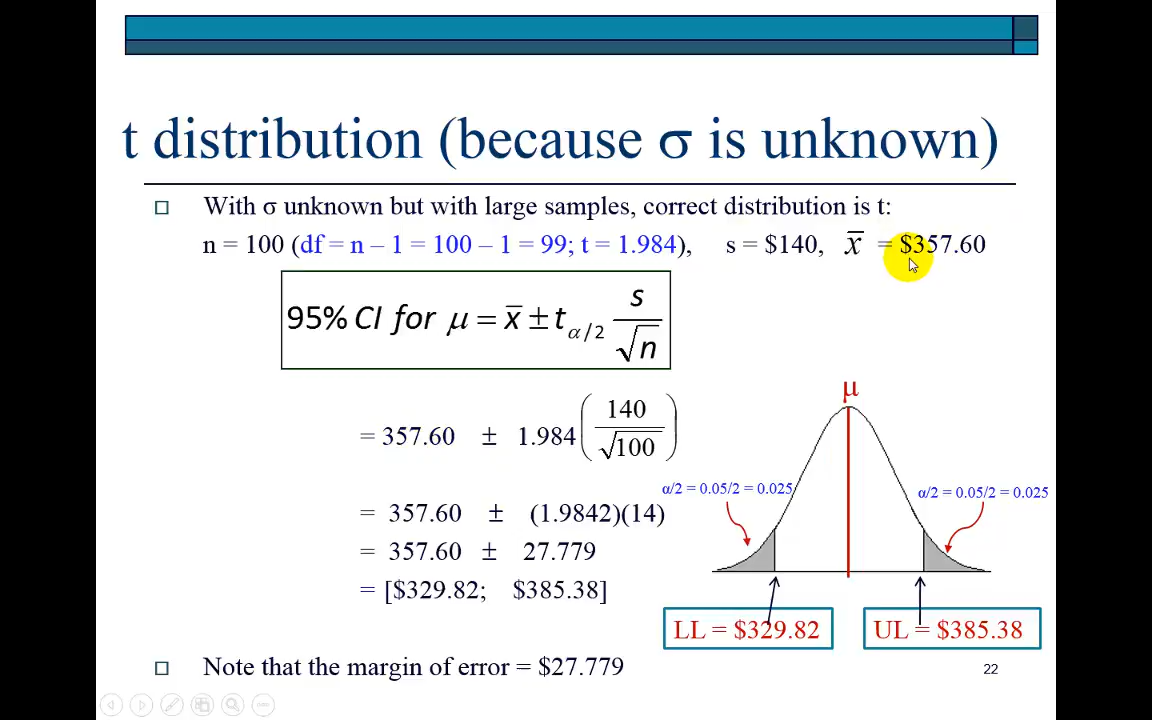 t distribution (because σ is unknown)
With σ unknown but with large samples, correct distribution is t:
n = 100 (df = n – 1 = 100 – 1 = 99; t = 1.984), s = $140, x̅ = $357.60
95% CI for μ = x̅ ± t α/2 s/√n
= 357.60 ± 1.984 (140/√100)
= 357.60 ± (1.9842)(14)
= 357.60 ± 27.779
= [$329.82; $385.38]
μ
α/2 = 0.05/2 = 0.025
α/2 = 0.05/2 = 0.025
LL = $329.82
UL = $385.38
Note that the margin of error = $27.779
22